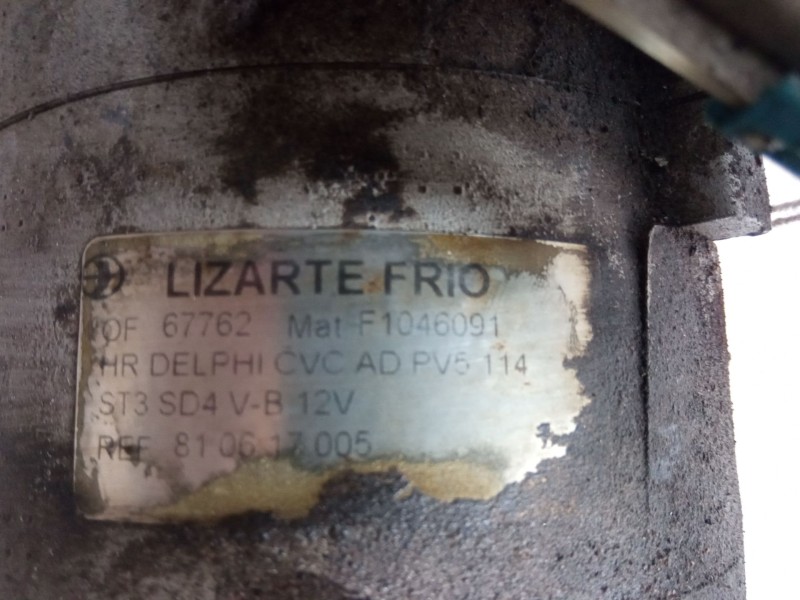 LIZARTE FRIO
OF 67762 Mat F1046091
HR DELPHI CVC AD PV5 114
ST3 SD4 V-B 12V
REF 81.06.17.005